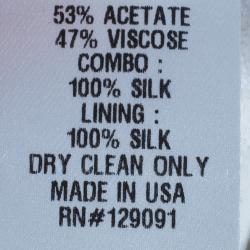 53% ACETATE
47% VISCOSE
COMBO :
100% SILK
LINING :
100% SILK
DRY CLEAN ONLY
MADE IN USA
RN#129091